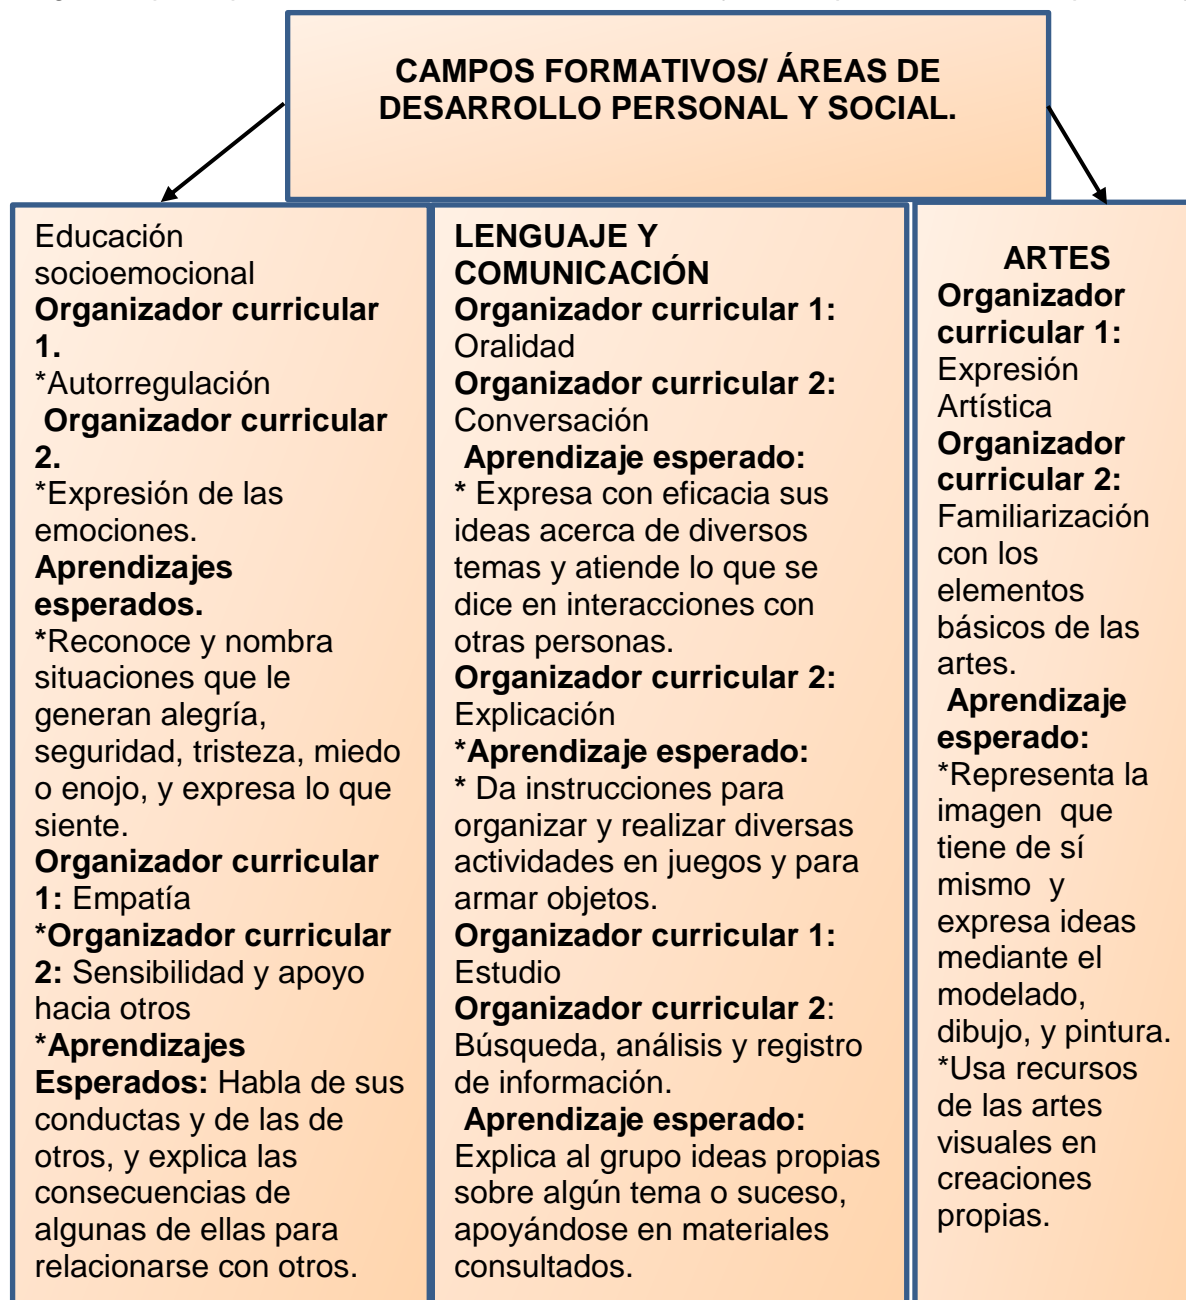 CAMPOS FORMATIVOS/ ÁREAS DE
DESARROLLO PERSONAL Y SOCIAL.
Educación
socioemocional
Organizador curricular
1.
*Autorregulación
Organizador curricular
2.
*Expresión de las
emociones.
Aprendizajes
esperados.
*Reconoce y nombra
situaciones que le
generan alegría,
seguridad, tristeza, miedo
o enojo, y expresa lo que
siente.
Organizador curricular
1: Empatía
*Organizador curricular
2: Sensibilidad y apoyo
hacia otros
*Aprendizajes
Esperados: Habla de sus
conductas y de las de
otros, y explica las
consecuencias de
algunas de ellas para
relacionarse con otros.
LENGUAJE Y
COMUNICACIÓN
Organizador curricular 1:
Oralidad
Organizador curricular 2:
Conversación
Aprendizaje esperado:
* Expresa con eficacia sus
ideas acerca de diversos
temas y atiende lo que se
dice en interacciones con
otras personas.
Organizador curricular 2:
Explicación
*Aprendizaje esperado:
* Da instrucciones para
organizar y realizar diversas
actividades en juegos y para
armar objetos.
Organizador curricular 1:
Estudio
Organizador curricular 2:
Búsqueda, análisis y registro
de información.
Aprendizaje esperado:
Explica al grupo ideas propias
sobre algún tema o suceso,
apoyándose en materiales
consultados.
ARTES
Organizador
curricular 1:
Expresión
Artística
Organizador
curricular 2:
Familiarización
con los
elementos
básicos de las
artes.
Aprendizaje
esperado:
*Representa la
imagen que
tiene de sí
mismo y
expresa ideas
mediante el
modelado,
dibujo, y pintura.
*Usa recursos
de las artes
visuales en
creaciones
propias.